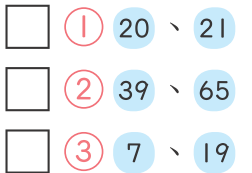 □ ① 20、21
□ ② 39、65
□ ③ 7、19